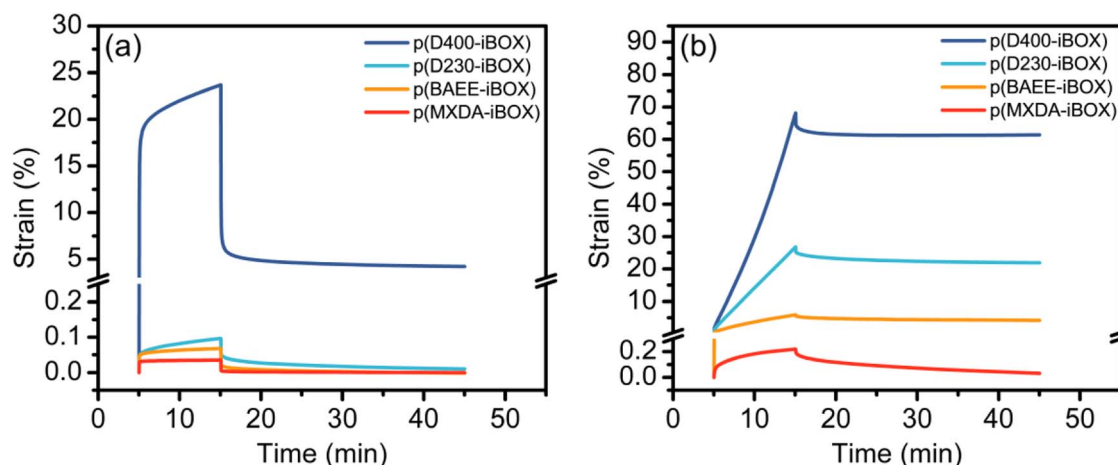 (a)
p(D400-iBOX)
p(D230-iBOX)
p(BAEE-iBOX)
p(MXDA-iBOX)
Strain (%)
30
25
20
15
10
5
0.2
0.1
0.0
0 10 20 30 40 50
Time (min)
(b)
p(D400-iBOX)
p(D230-iBOX)
p(BAEE-iBOX)
p(MXDA-iBOX)
Strain (%)
90
80
70
60
50
40
30
20
10
0.2
0.0
0 10 20 30 40 50
Time (min)